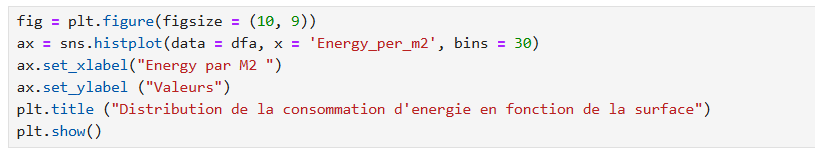 fig = plt.figure(figsize = (10, 9))
ax = sns.histplot(data = dfa, x = 'Energy_per_m2', bins = 30)
ax.set_xlabel("Energy par M2 ")
ax.set_ylabel ("Valeurs")
plt.title ("Distribution de la consommation d'energie en fonction de la surface")
plt.show()